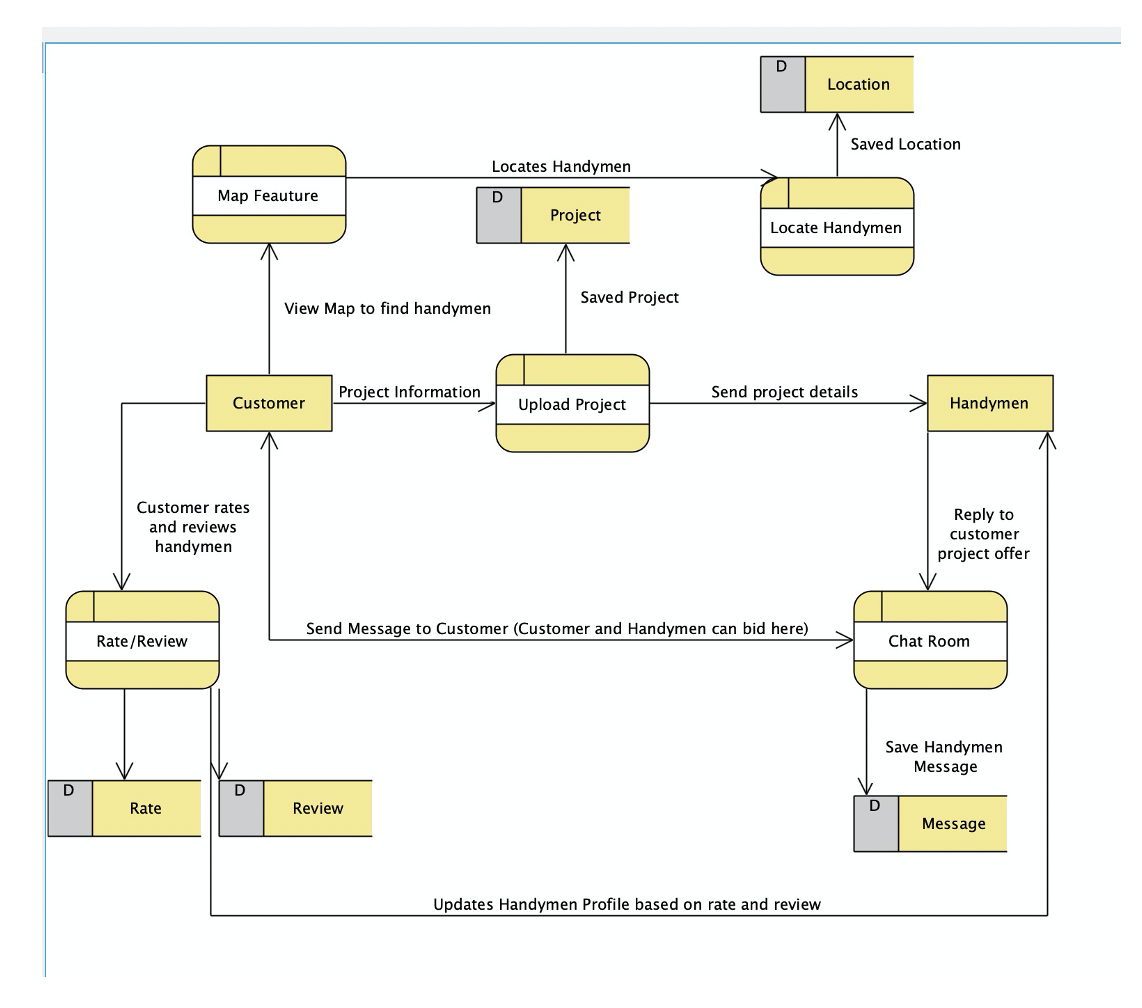 D
Location
Saved Location
Locates Handymen
Map Feauture
D
Project
Locate Handymen
View Map to find handymen
Saved Project
Customer
Project Information
Upload Project
Send project details
Handymen
Customer rates
and reviews
handymen
Reply to
customer
project offer
Rate/Review
Send Message to Customer (Customer and Handymen can bid here)
Chat Room
Save Handymen
Message
D
Rate
D
Review
D
Message
Updates Handymen Profile based on rate and review